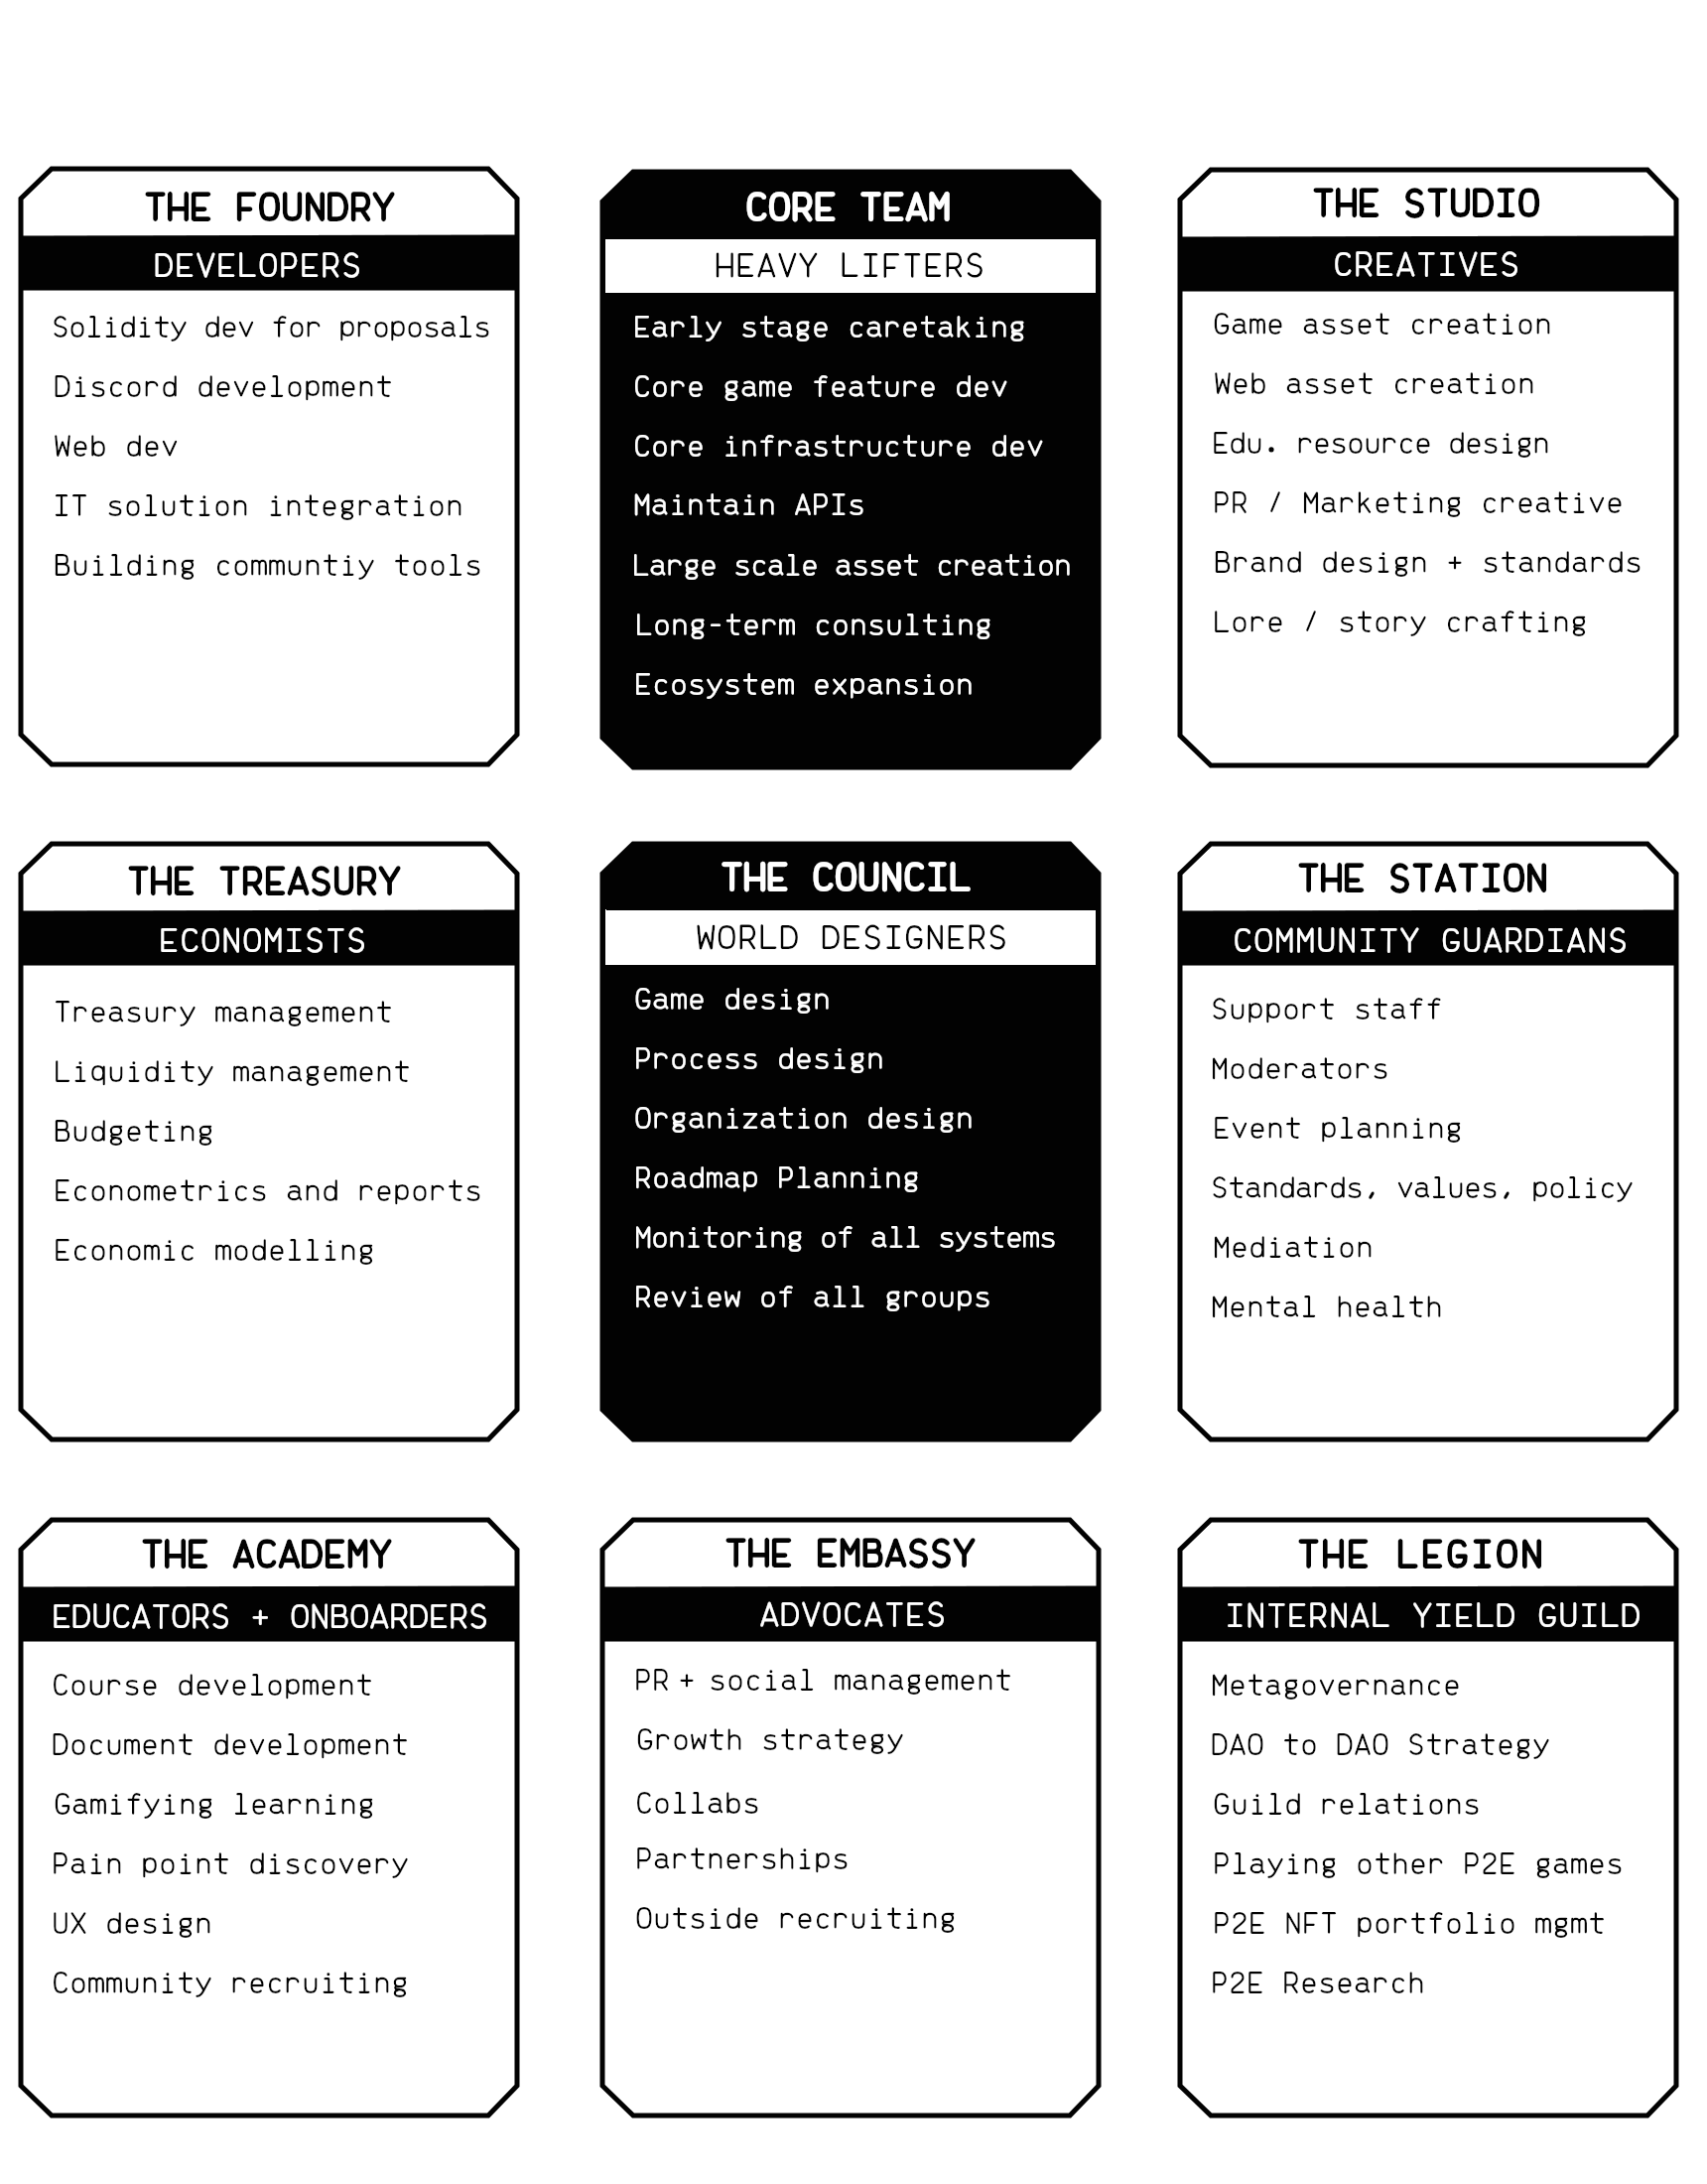 THE FOUNDRY
DEVELOPERS
Solidity dev for proposals
Discord development
Web dev
IT solution integration
Building communtiy tools
CORE TEAM
HEAVY LIFTERS
Early stage caretaking
Core game feature dev
Core infrastructure dev
Maintain APIs
Large scale asset creation
Long-term consulting
Ecosystem expansion
THE STUDIO
CREATIVES
Game asset creation
Web asset creation
Edu. resource design
PR / Marketing creative
Brand design + standards
Lore / story crafting
THE TREASURY
ECONOMISTS
Treasury management
Liquidity management
Budgeting
Econometrics and reports
Economic modelling
THE COUNCIL
WORLD DESIGNERS
Game design
Process design
Organization design
Roadmap Planning
Monitoring of all systems
Review of all groups
THE STATION
COMMUNITY GUARDIANS
Support staff
Moderators
Event planning
Standards, values, policy
Mediation
Mental health
THE ACADEMY
EDUCATORS + ONBOARDERS
Course development
Document development
Gamifying learning
Pain point discovery
UX design
Community recruiting
THE EMBASSY
ADVOCATES
PR + social management
Growth strategy
Collabs
Partnerships
Outside recruiting
THE LEGION
INTERNAL YIELD GUILD
Metagovernance
DAO to DAO Strategy
Guild relations
Playing other P2E games
P2E NFT portfolio mgmt
P2E Research